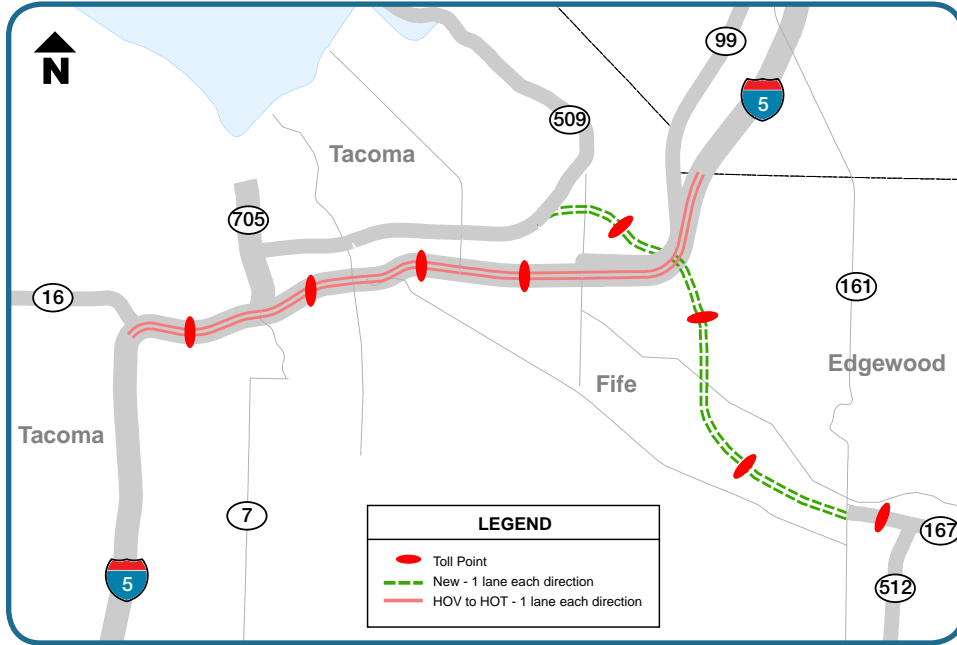 99
5
N
509
Tacoma
705
16
161
Edgewood
Fife
Tacoma
7
LEGEND
Toll Point
New - 1 lane each direction
HOV to HOT - 1 lane each direction
167
5
512